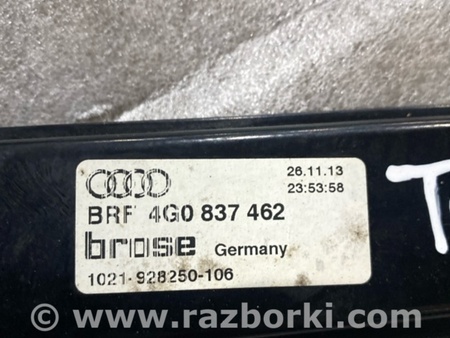 26.11.13
23:53:58
BRF 4G0 837 462
brose Germany
1021-928250-106
© www.razborki.com